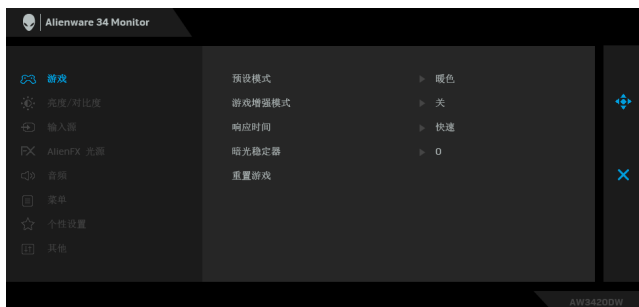 Alienware 34 Monitor
游戏
亮度/对比度
输入源
FX AlienFX 光源
音频
菜单
个性设置
其他
预设模式 暖色
游戏增强模式 关
响应时间 快速
暗光稳定器 0
重置游戏
AW3420DW